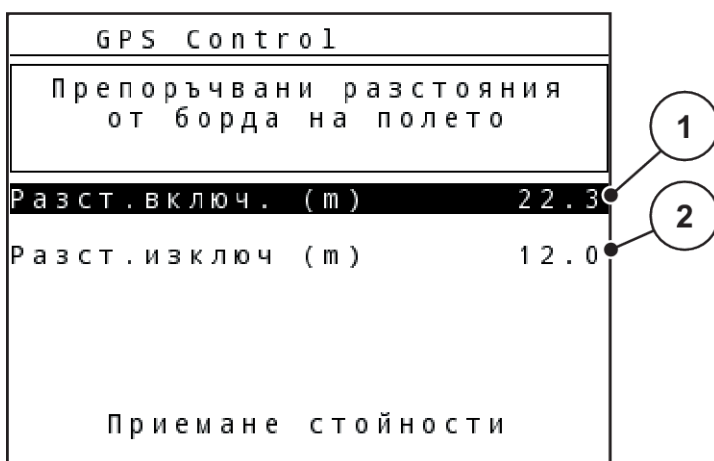 GPS Control
Препоръчвани разстояния
от борда на полето
1
Разст.включ. (m) 22.3
2
Разст.изключ (m) 12.0
Приемане стойности